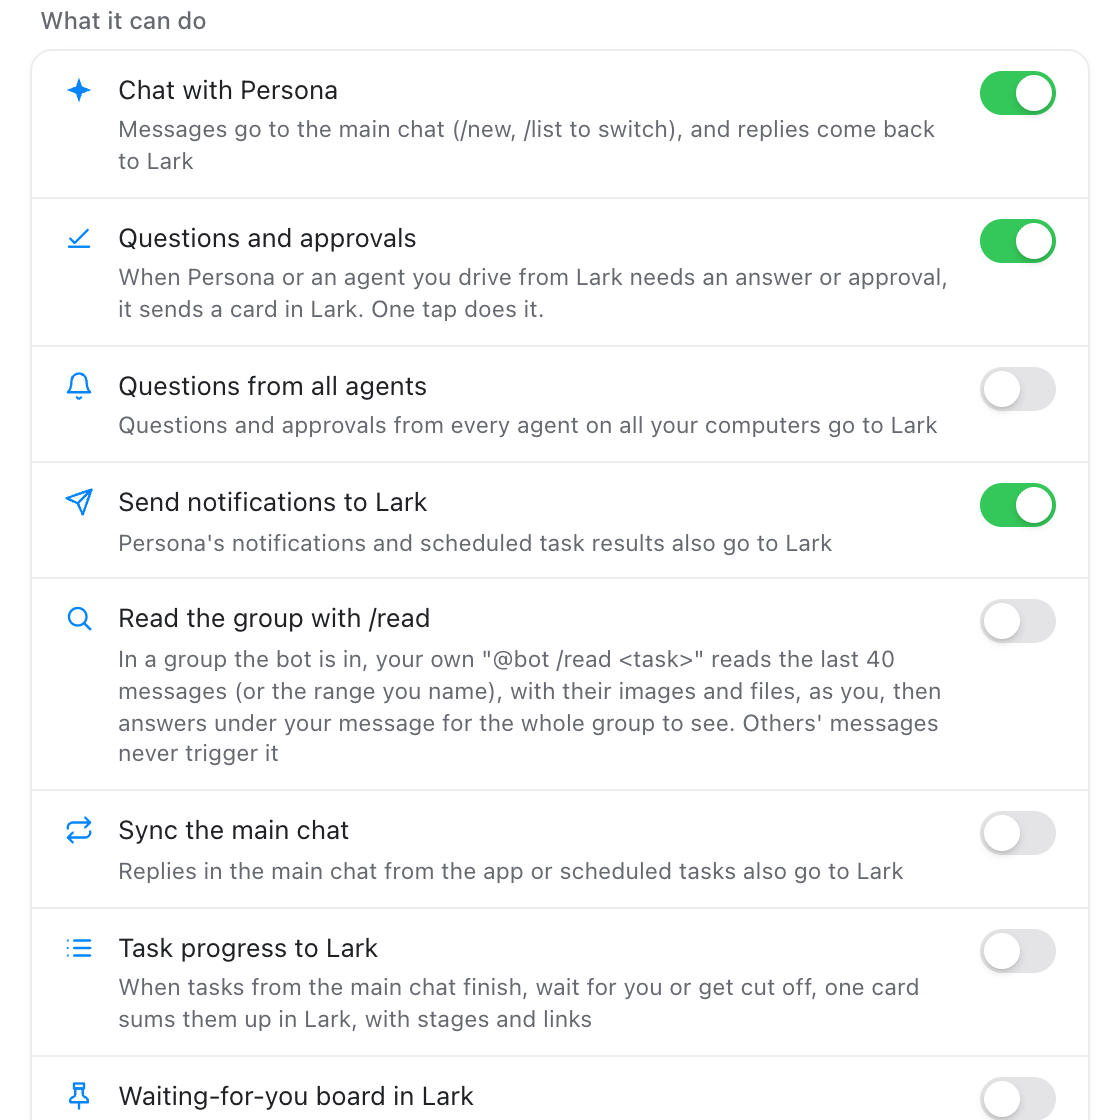 What it can do
Chat with Persona
Messages go to the main chat (/new, /list to switch), and replies come back
to Lark
Questions and approvals
When Persona or an agent you drive from Lark needs an answer or approval,
it sends a card in Lark. One tap does it.
Questions from all agents
Questions and approvals from every agent on all your computers go to Lark
Send notifications to Lark
Persona's notifications and scheduled task results also go to Lark
Read the group with /read
In a group the bot is in, your own "@bot /read <task>" reads the last 40
messages (or the range you name), with their images and files, as you, then
answers under your message for the whole group to see. Others' messages
never trigger it
Sync the main chat
Replies in the main chat from the app or scheduled tasks also go to Lark
Task progress to Lark
When tasks from the main chat finish, wait for you or get cut off, one card
sums them up in Lark, with stages and links
Waiting-for-you board in Lark